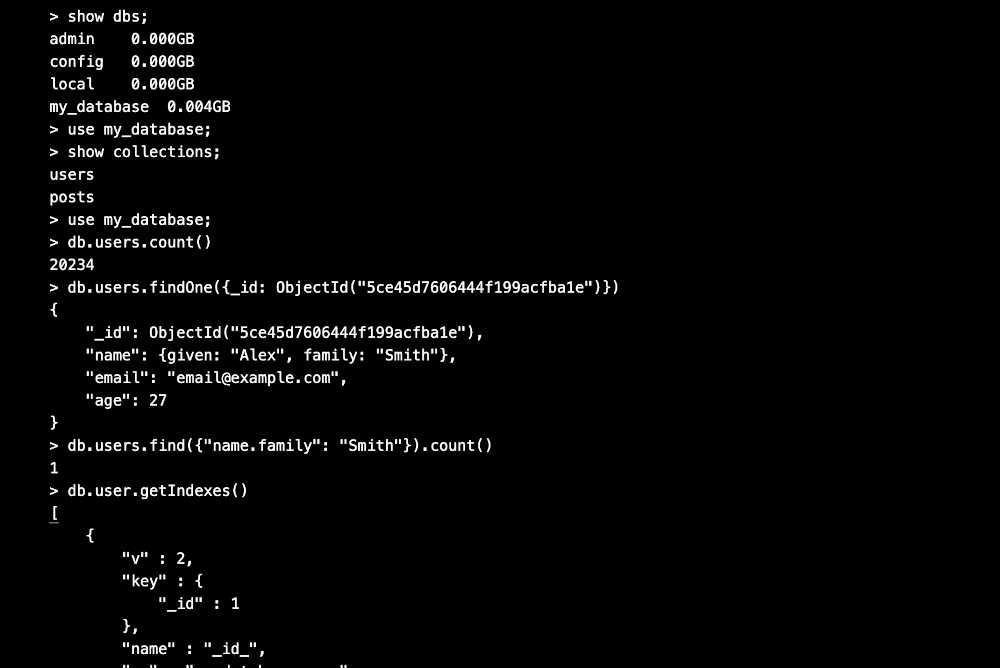 > show dbs;
admin    0.000GB
config   0.000GB
local    0.000GB
my_database  0.004GB
> use my_database;
> show collections;
users
posts
> use my_database;
> db.users.count()
20234
> db.users.findOne({_id: ObjectId("5ce45d7606444f199acfba1e")})
{
    "_id": ObjectId("5ce45d7606444f199acfba1e"),
    "name": {given: "Alex", family: "Smith"},
    "email": "email@example.com",
    "age": 27
}
> db.users.find({"name.family": "Smith"}).count()
1
> db.user.getIndexes()
[
    {
        "v" : 2,
        "key" : {
            "_id" : 1
        },
        "name" : "_id_",